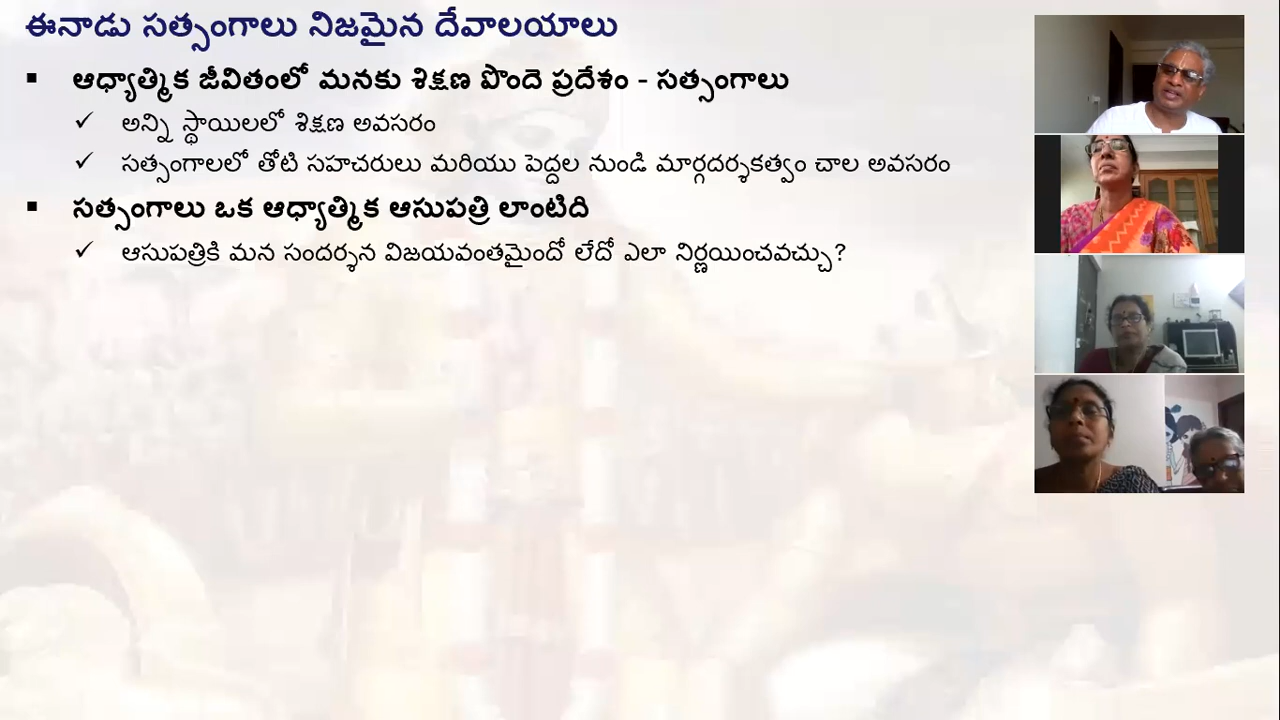 ఈనాడు సత్సంగాలు నిజమైన దేవాలయాలు
▪ ఆధ్యాత్మిక జీవితంలో మనకు శిక్షణ పొందె ప్రదేశం - సత్సంగాలు
✓ అన్ని స్థాయిలలో శిక్షణ అవసరం
✓ సత్సంగాలలో తోటి సహచరులు మరియు పెద్దల నుండి మార్గదర్శకత్వం చాల అవసరం
▪ సత్సంగాలు ఒక ఆధ్యాత్మిక ఆసుపత్రి లాంటిది
✓ ఆసుపత్రికి మన సందర్శన విజయవంతమైందో లేదో ఎలా నిర్ణయించవచ్చు?